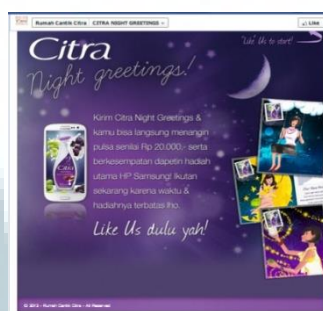 Rumah Cantik Citra CITRA NIGHT GREETINGS
Like
"Like" Us to start!
Citra
Night greetings!
Kirim Citra Night Greetings &
kamu bisa langsung menangin
pulsa senilai Rp 20.000,- serta
berkesempatan dapetin hadiah
utama HP Samsung! Ikutan
sekarang karena waktu &
hadiahnya terbatas lho.
Like Us dulu yah!
Citra
© 2012 - Rumah Cantik Citra - All Reserved